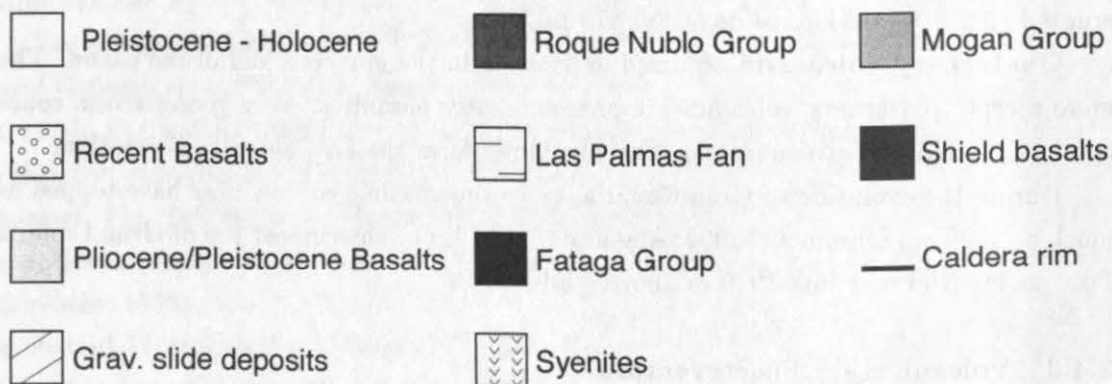 Pleistocene - Holocene
Recent Basalts
Pliocene/Pleistocene Basalts
Grav. slide deposits
Roque Nublo Group
Las Palmas Fan
Fataga Group
Syenites
Mogan Group
Shield basalts
Caldera rim